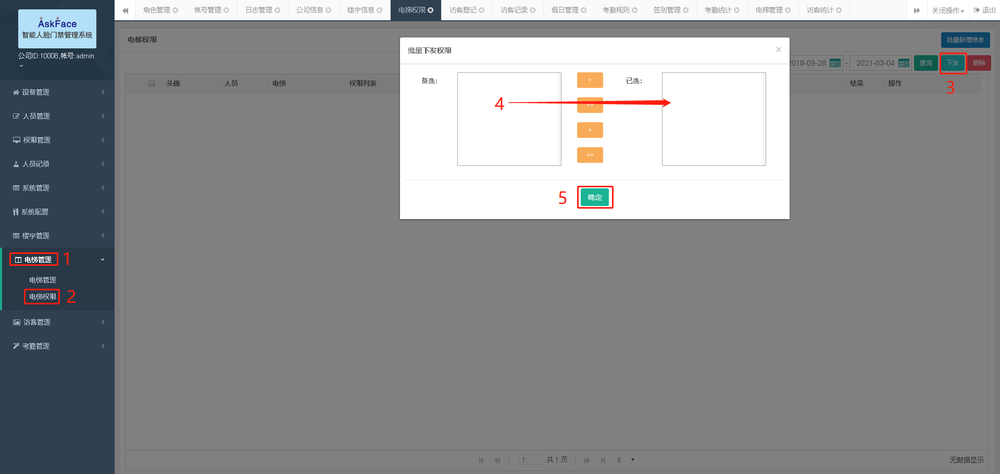 AskFace
智能人脸门禁管理系统
公司ID:10008,帐号:admin
角色管理 帐号管理 日志管理 公司信息 楼宇信息 电梯权限 访客登记 访客记录 假日管理 考勤规则 签到管理 考勤统计 电梯管理 访客统计 关闭操作 退出
设备管理
人员管理
权限管理
人员记录
系统管理
系统配置
楼宇管理
电梯管理 1
电梯管理
电梯权限 2
访客管理
考勤管理
电梯权限
批量新增修改
2018-09-28 - 2021-03-04 查询 下发 删除
3
头像 人员 电梯 权限列表 结果 操作
批量下发权限 ×
备选: > 已选:
4 >>
<
<<
5 确定
1 共 1 页 5
无数据显示